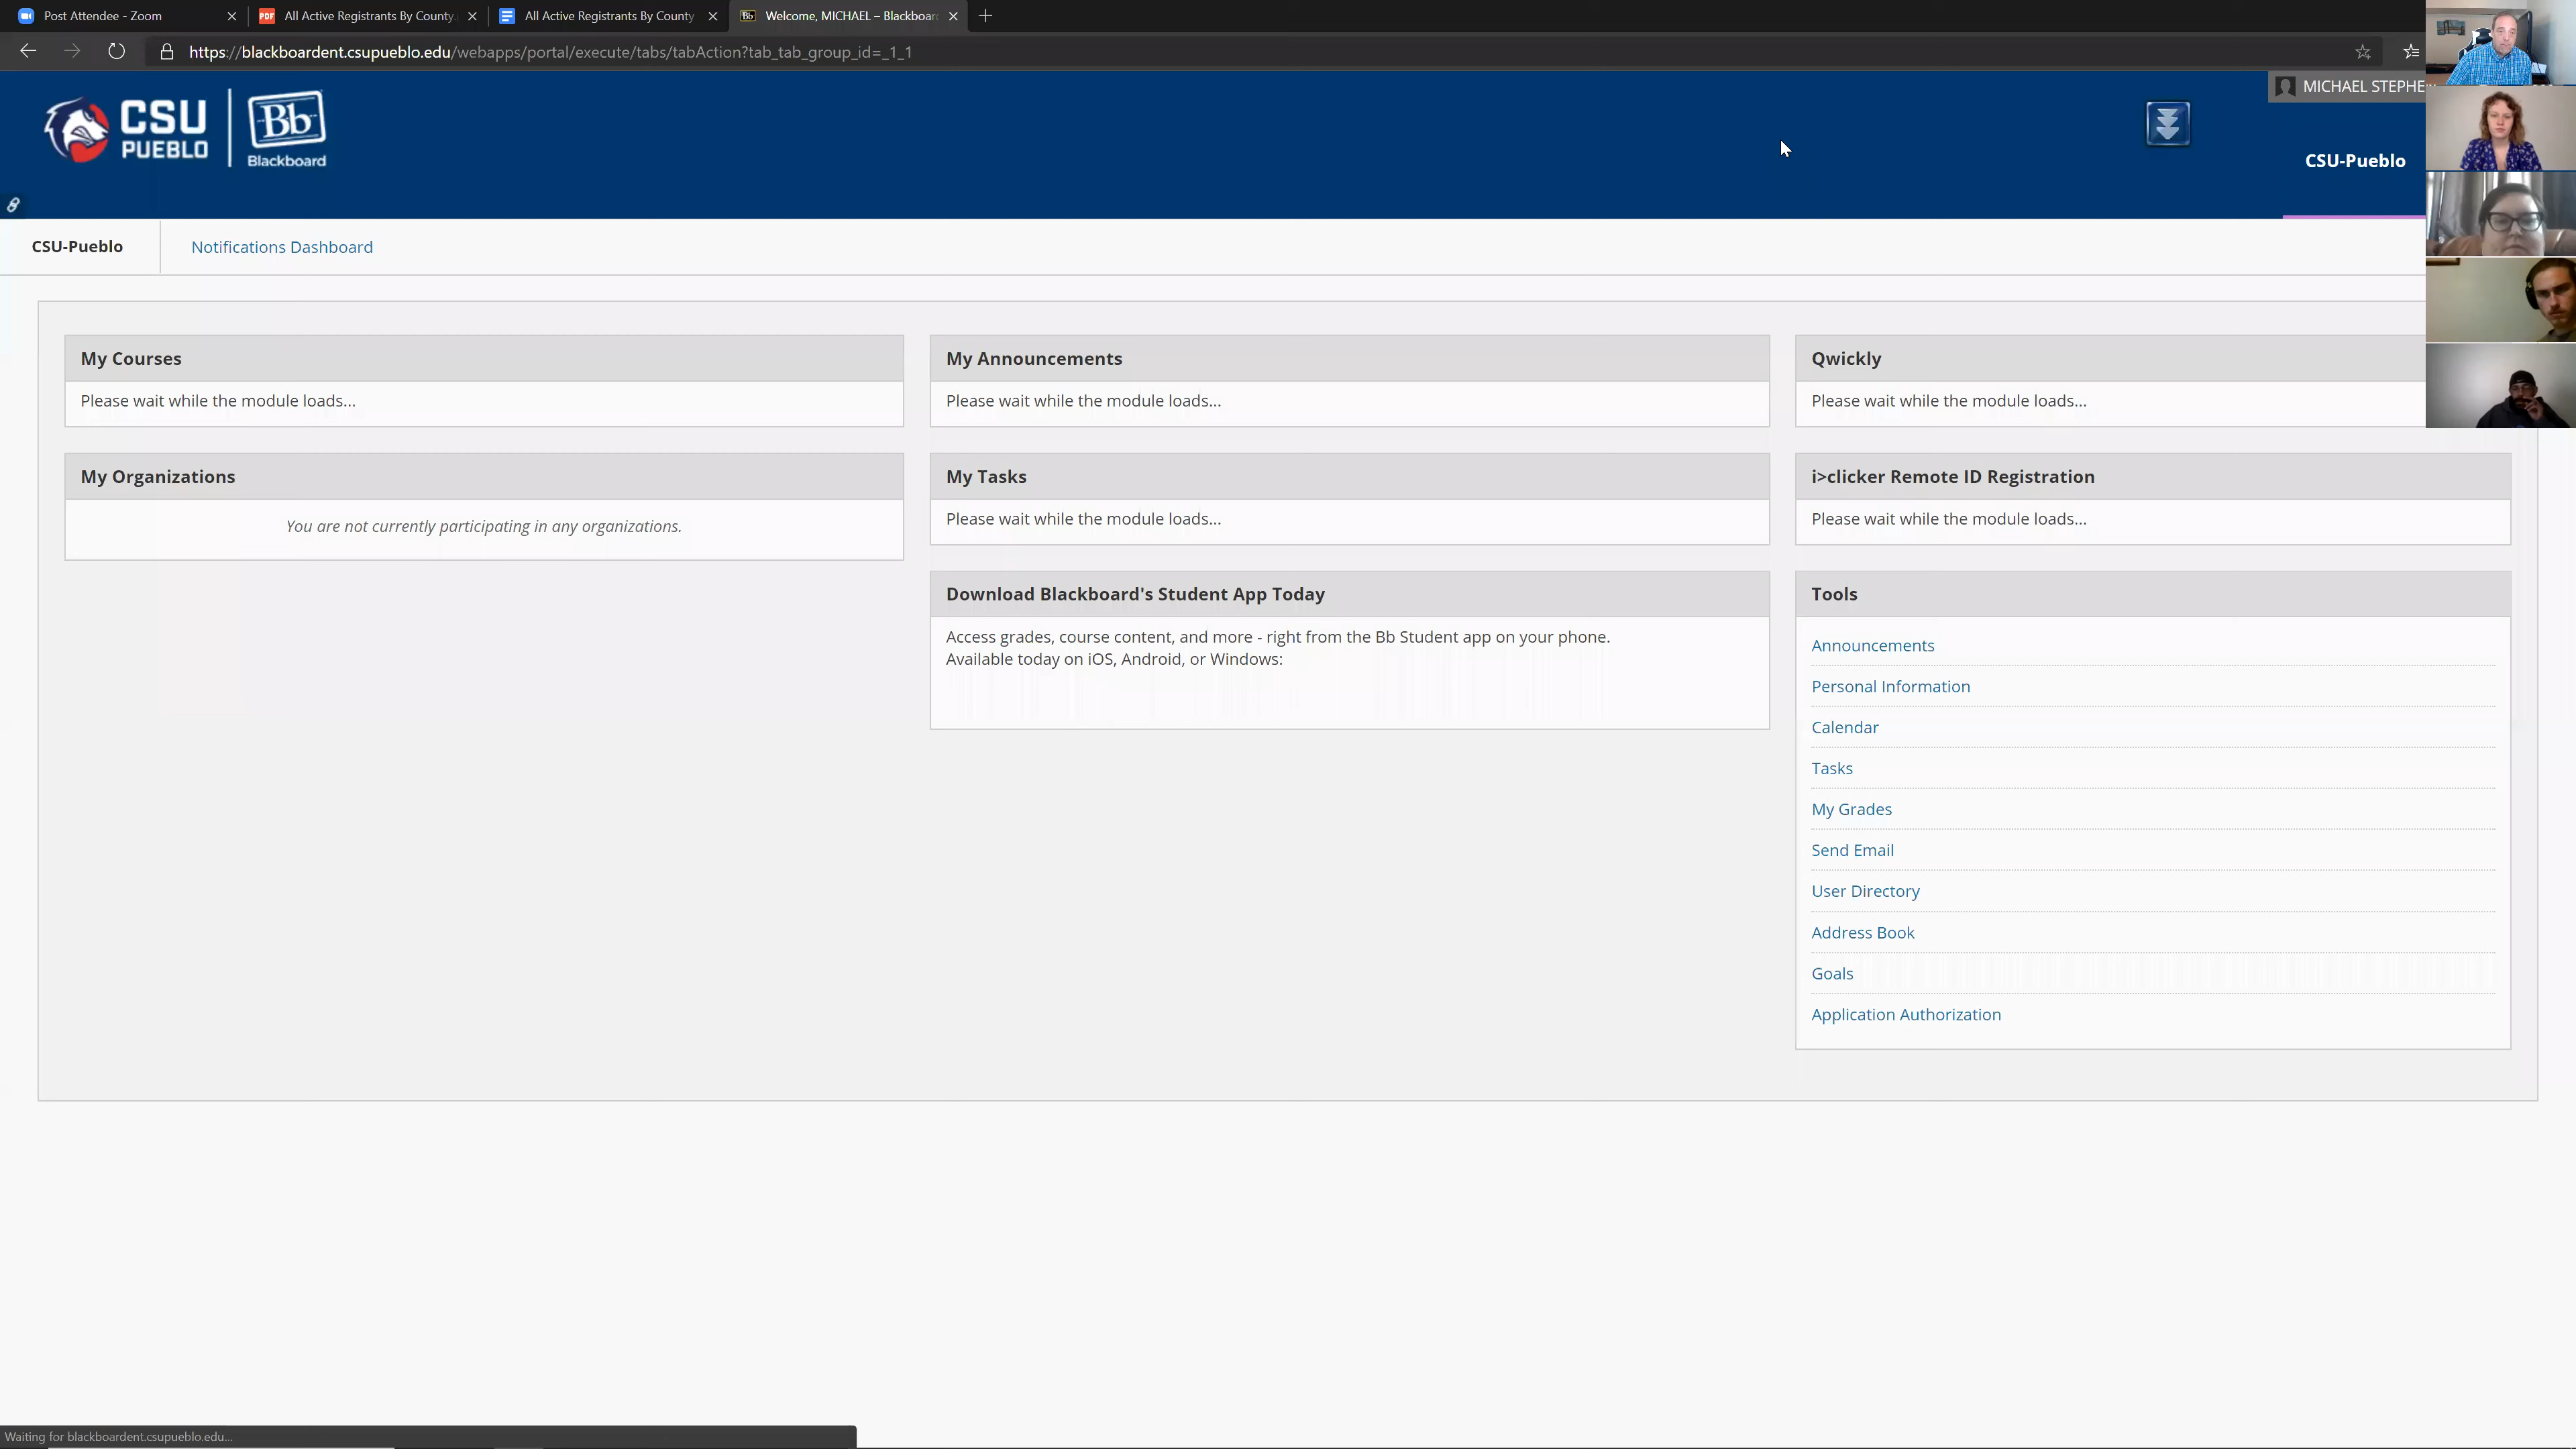 Post Attendee - Zoom
PDF
All Active Registrants By County.
All Active Registrants By County
Bb
Welcome, MICHAEL – Blackboar
https://blackboardent.csupueblo.edu/webapps/portal/execute/tabs/tabAction?tab_tab_group_id=_1_1
MICHAEL STEPHE
CSU
PUEBLO
Bb
Blackboard
CSU-Pueblo
CSU-Pueblo
Notifications Dashboard
My Courses
Please wait while the module loads...
My Organizations
You are not currently participating in any organizations.
My Announcements
Please wait while the module loads...
My Tasks
Please wait while the module loads...
Download Blackboard's Student App Today
Access grades, course content, and more - right from the Bb Student app on your phone.
Available today on iOS, Android, or Windows:
Qwickly
Please wait while the module loads...
i>clicker Remote ID Registration
Please wait while the module loads...
Tools
Announcements
Personal Information
Calendar
Tasks
My Grades
Send Email
User Directory
Address Book
Goals
Application Authorization
Waiting for blackboardent.csupueblo.edu...